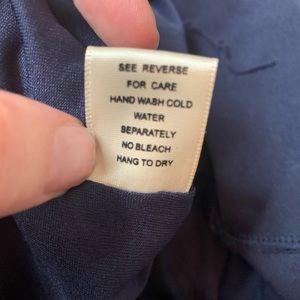 SEE REVERSE
FOR CARE
HAND WASH COLD
WATER
SEPARATELY
NO BLEACH
HANG TO DRY